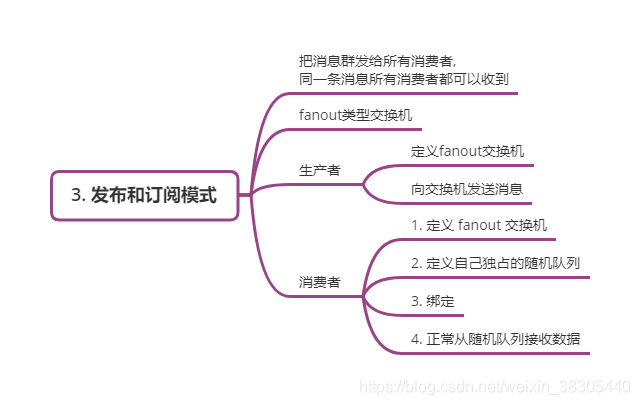 把消息群发给所有消费者,
同一条消息所有消费者都可以收到
fanout类型交换机
生产者
定义fanout交换机
向交换机发送消息
3. 发布和订阅模式
消费者
1. 定义 fanout 交换机
2. 定义自己独占的随机队列
3. 绑定
4. 正常从随机队列接收数据
https://blog.csdn.net/weixin_38305440